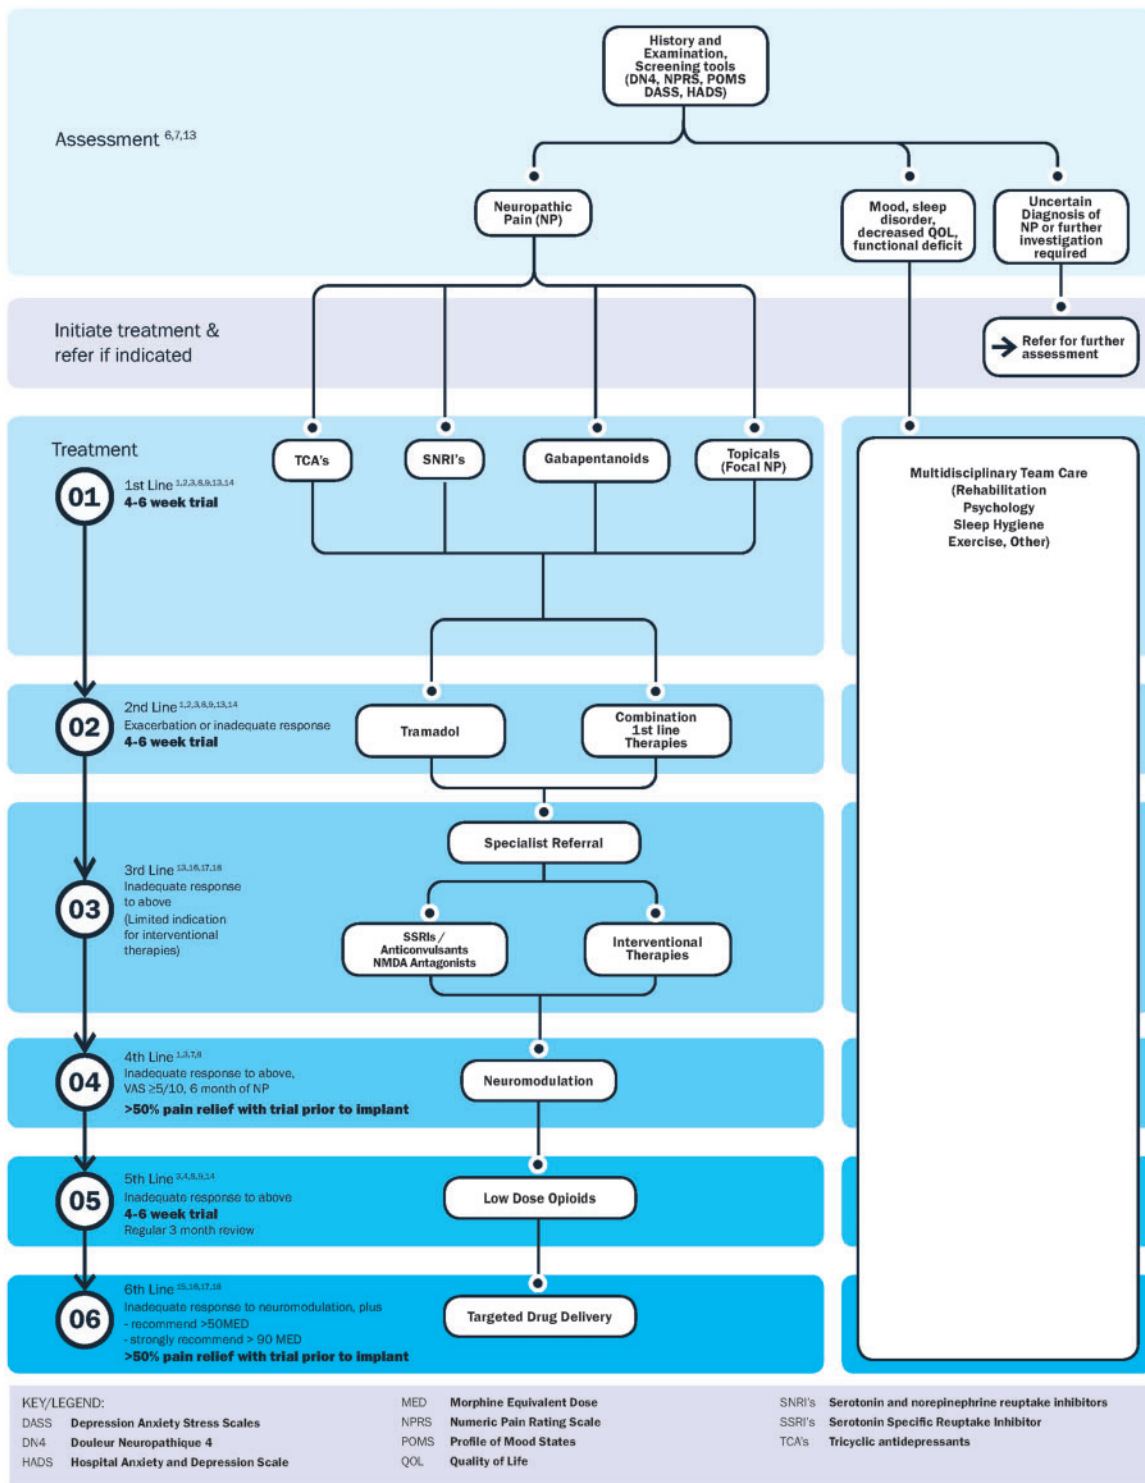 History and
Examination,
Screening tools
(DN4, NPRS, POMS
DASS, HADS)
Assessment 6,7,13
Neuropathic
Pain (NP)
Mood, sleep
disorder,
decreased QOL,
functional deficit
Uncertain
Diagnosis of
NP or further
investigation
required
Initiate treatment &
refer if indicated
Refer for further
assessment
Treatment
01
1st Line 1,2,3,8,9,13,14
4-6 week trial
TCA's
SNRI's
Gabapentanoids
Topicals
(Focal NP)
Multidisciplinary Team Care
(Rehabilitation
Psychology
Sleep Hygiene
Exercise, Other)
02
2nd Line 1,2,3,8,9,13,14
Exacerbation or inadequate response
4-6 week trial
Tramadol
Combination
1st line
Therapies
Specialist Referral
03
3rd Line 13,16,17,18
Inadequate response
to above
(Limited indication
for interventional
therapies)
SSRIs /
Anticonvulsants
NMDA Antagonists
Interventional
Therapies
04
4th Line 1,3,7,8
Inadequate response to above,
VAS ≥5/10, 6 month of NP
>50% pain relief with trial prior to implant
Neuromodulation
05
5th Line 3,4,8,9,14
Inadequate response to above
4-6 week trial
Regular 3 month review
Low Dose Opioids
06
6th Line 15,16,17,18
Inadequate response to neuromodulation, plus
- recommend >50MED
- strongly recommend > 90 MED
>50% pain relief with trial prior to implant
Targeted Drug Delivery
KEY/LEGEND:
DASS Depression Anxiety Stress Scales
DN4 Douleur Neuropathique 4
HADS Hospital Anxiety and Depression Scale
MED Morphine Equivalent Dose
NPRS Numeric Pain Rating Scale
POMS Profile of Mood States
QOL Quality of Life
SNRI's Serotonin and norepinephrine reuptake inhibitors
SSRI's Serotonin Specific Reuptake Inhibitor
TCA's Tricyclic antidepressants